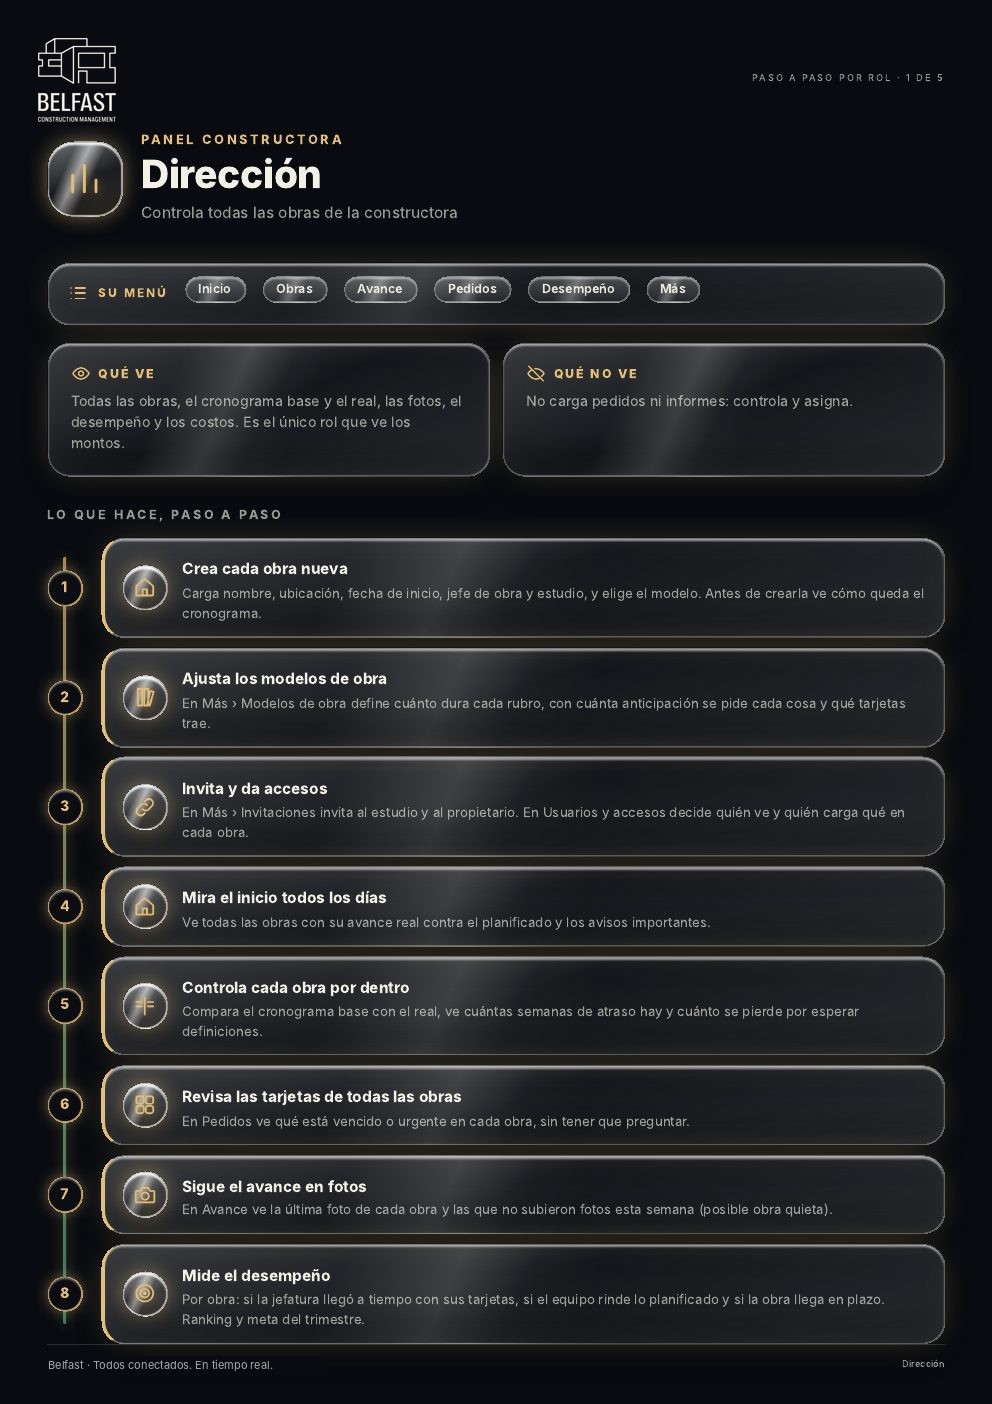 BELFAST
CONSTRUCTION MANAGEMENT
PASO A PASO POR ROL · 1 DE 5
PANEL CONSTRUCTORA
Dirección
Controla todas las obras de la constructora
SU MENÚ
Inicio
Obras
Avance
Pedidos
Desempeño
Más
QUÉ VE
Todas las obras, el cronograma base y el real, las fotos, el
desempeño y los costos. Es el único rol que ve los
montos.
QUÉ NO VE
No carga pedidos ni informes: controla y asigna.
LO QUE HACE, PASO A PASO
1
Crea cada obra nueva
Carga nombre, ubicación, fecha de inicio, jefe de obra y estudio, y elige el modelo. Antes de crearla ve cómo queda el
cronograma.
2
Ajusta los modelos de obra
En Más › Modelos de obra define cuánto dura cada rubro, con cuánta anticipación se pide cada cosa y qué tarjetas
trae.
3
Invita y da accesos
En Más › Invitaciones invita al estudio y al propietario. En Usuarios y accesos decide quién ve y quién carga qué en
cada obra.
4
Mira el inicio todos los días
Ve todas las obras con su avance real contra el planificado y los avisos importantes.
5
Controla cada obra por dentro
Compara el cronograma base con el real, ve cuántas semanas de atraso hay y cuánto se pierde por esperar
definiciones.
6
Revisa las tarjetas de todas las obras
En Pedidos ve qué está vencido o urgente en cada obra, sin tener que preguntar.
7
Sigue el avance en fotos
En Avance ve la última foto de cada obra y las que no subieron fotos esta semana (posible obra quieta).
8
Mide el desempeño
Por obra: si la jefatura llegó a tiempo con sus tarjetas, si el equipo rinde lo planificado y si la obra llega en plazo.
Ranking y meta del trimestre.
Belfast · Todos conectados. En tiempo real.
Dirección